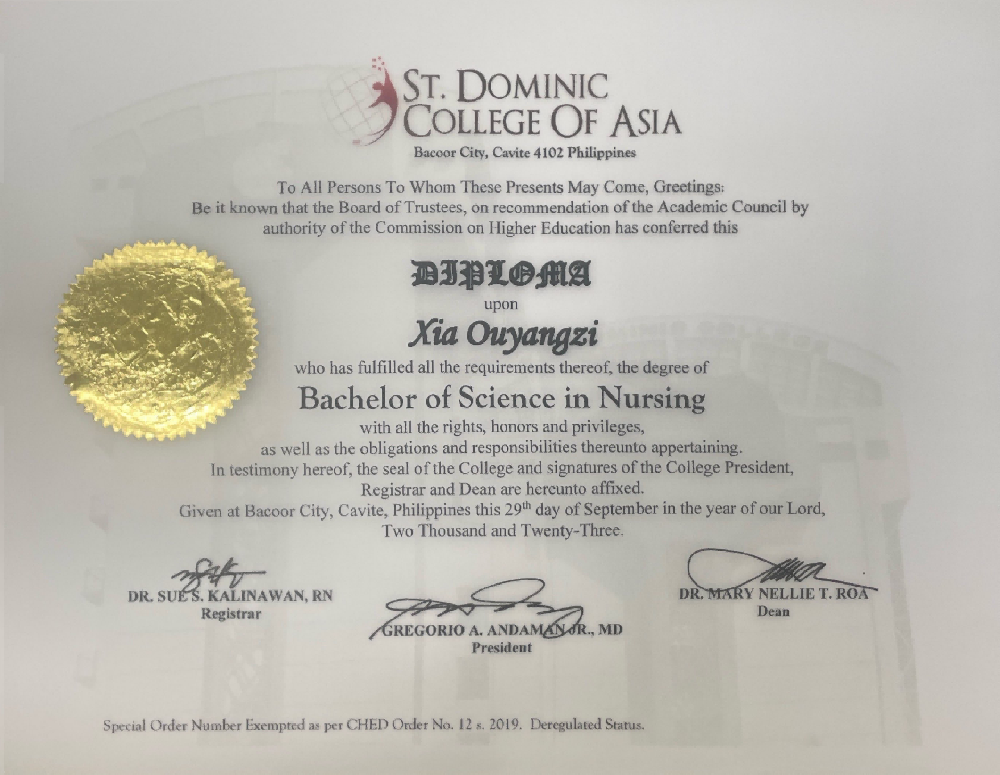 ST. DOMINIC
COLLEGE OF ASIA
Bacoor City, Cavite 4102 Philippines
To All Persons To Whom These Presents May Come, Greetings:
Be it known that the Board of Trustees, on recommendation of the Academic Council by
authority of the Commission on Higher Education has conferred this
DIPLOMA
upon
Xia Ouyangzi
who has fulfilled all the requirements thereof, the degree of
Bachelor of Science in Nursing
with all the rights, honors and privileges,
as well as the obligations and responsibilities thereunto appertaining.
In testimony hereof, the seal of the College and signatures of the College President,
Registrar and Dean are hereunto affixed.
Given at Bacoor City, Cavite, Philippines this 29th day of September in the year of our Lord,
Two Thousand and Twenty-Three.
DR. SUE S. KALINAWAN, RN
Registrar
GREGORIO A. ANDAMAN JR., MD
President
DR. MARY NELLIE T. ROA
Dean
Special Order Number Exempted as per CHED Order No. 12 s. 2019. Deregulated Status.